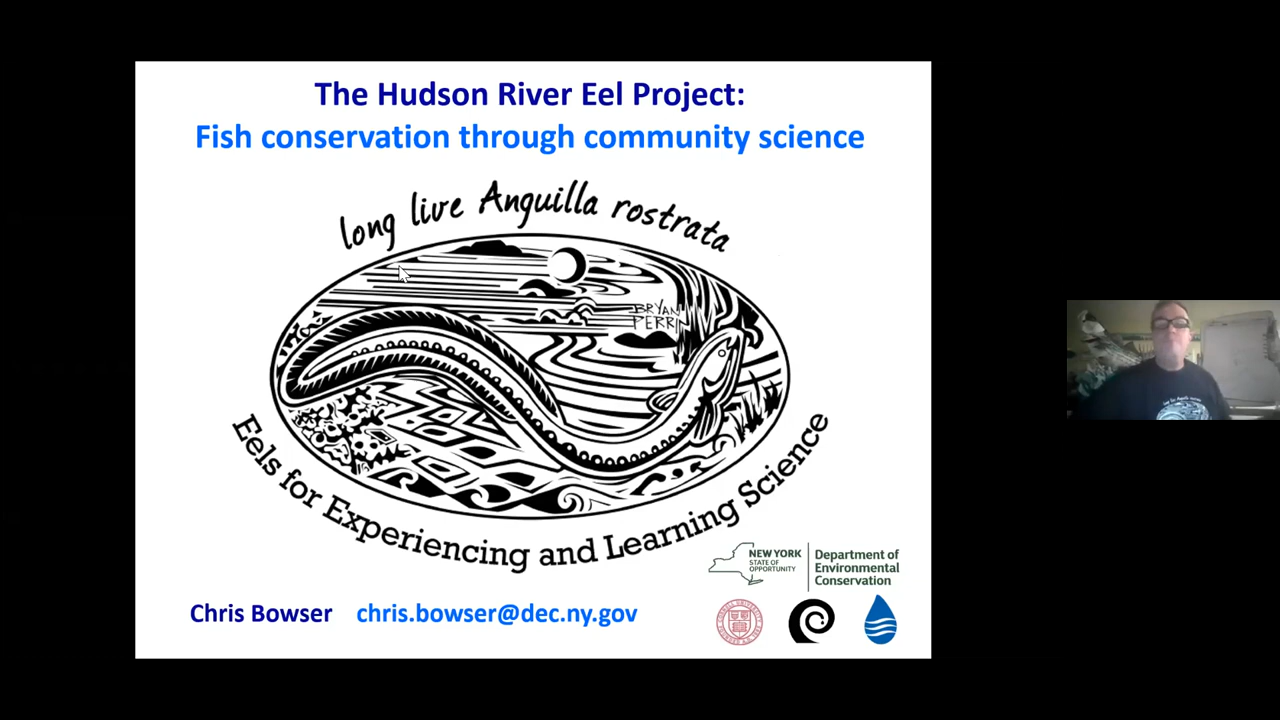 The Hudson River Eel Project:
Fish conservation through community science
long live Anguilla rostrata
BRYAN
PERRIN
Eels for Experiencing and Learning Science
NEW YORK
STATE OF
OPPORTUNITY
Department of
Environmental
Conservation
Chris Bowser chris.bowser@dec.ny.gov